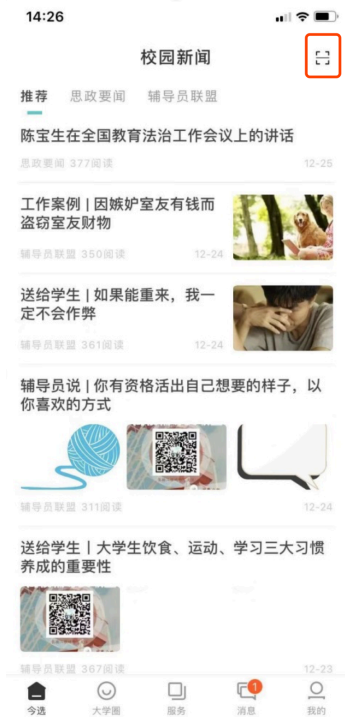 14:26
校园新闻
推荐 思政要闻 辅导员联盟
陈宝生在全国教育法治工作会议上的讲话
思政要闻 377阅读 12-25
工作案例 | 因嫉妒室友有钱而
盗窃室友财物
辅导员联盟 350阅读 12-24
送给学生 | 如果能重来，我一
定不会作弊
辅导员联盟 361阅读 12-24
辅导员说 | 你有资格活出自己想要的样子，以
你喜欢的方式
辅导员联盟 311阅读 12-24
送给学生丨大学生饮食、运动、学习三大习惯
养成的重要性
辅导员联盟 367阅读 12-23
1
今选 大学圈 服务 消息 我的